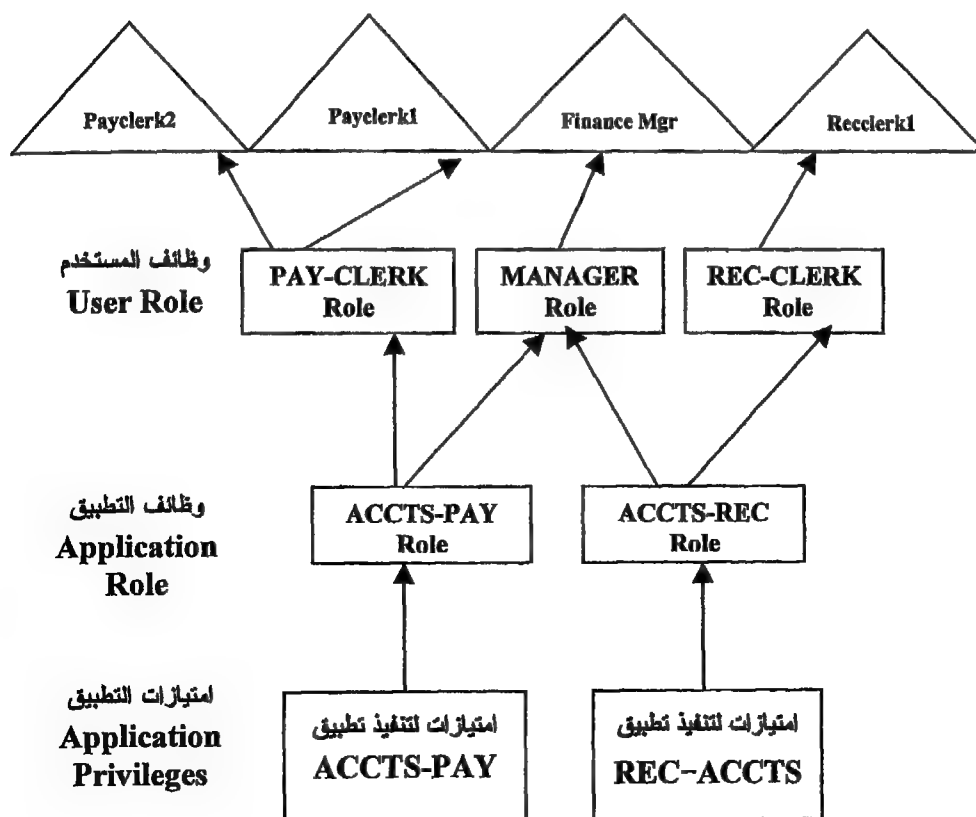 Payclerk2
Payclerk1
Finance Mgr
Recclerk1
وظائف المستخدم
User Role
PAY-CLERK
Role
MANAGER
Role
REC-CLERK
Role
وظائف التطبيق
Application
Role
ACCTS-PAY
Role
ACCTS-REC
Role
امتيازات التطبيق
Application
Privileges
امتيازات لتنفيذ تطبيق
ACCTS-PAY
امتيازات لتنفيذ تطبيق
REC-ACCTS